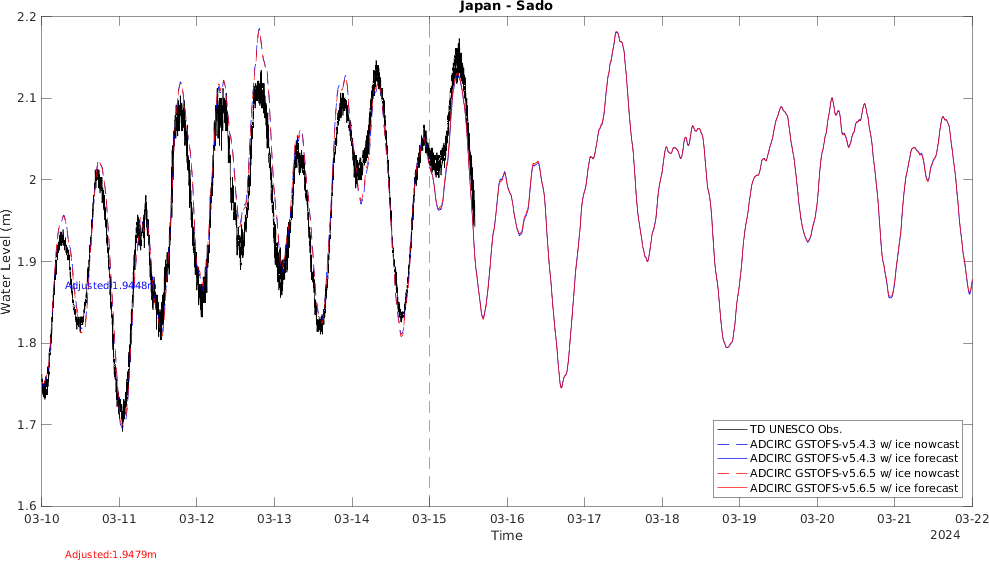 Japan - Sado
2.2
2.1
2
1.9
1.8
1.7
1.6
Water Level (m)
Adjusted:1.9448m
TD UNESCO Obs.
ADCIRC GSTOFS-v5.4.3 w/ ice nowcast
ADCIRC GSTOFS-v5.4.3 w/ ice forecast
ADCIRC GSTOFS-v5.6.5 w/ ice nowcast
ADCIRC GSTOFS-v5.6.5 w/ ice forecast
03-10 03-11 03-12 03-13 03-14 03-15 03-16 03-17 03-18 03-19 03-20 03-21 03-22
Time
2024
Adjusted:1.9479m